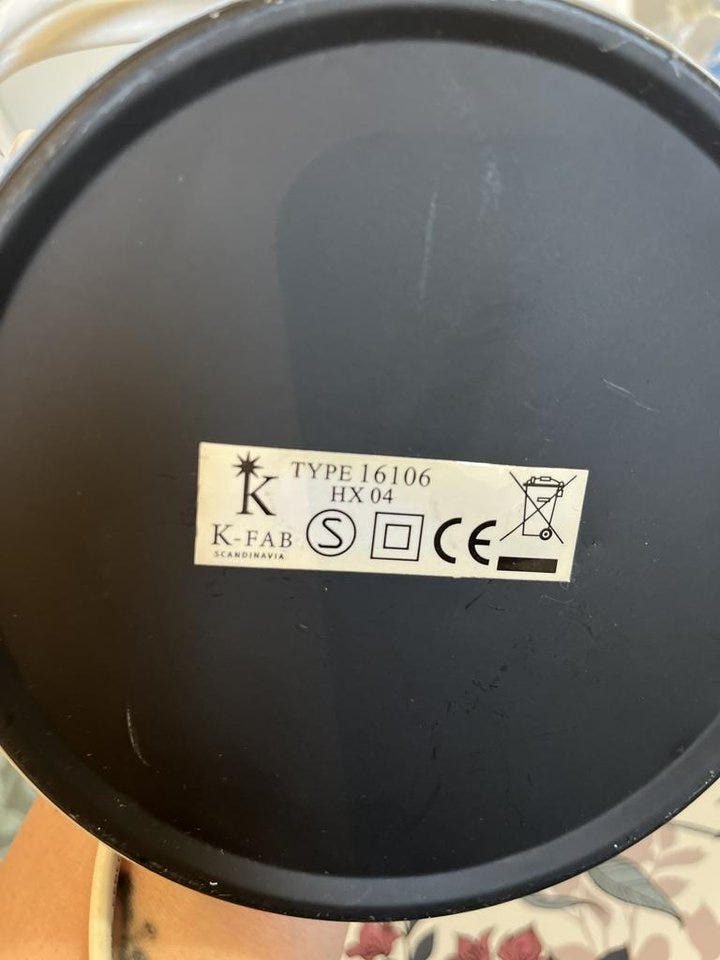 K
TYPE 16106
HX 04
K-FAB
SCANDINAVIA
S
CE